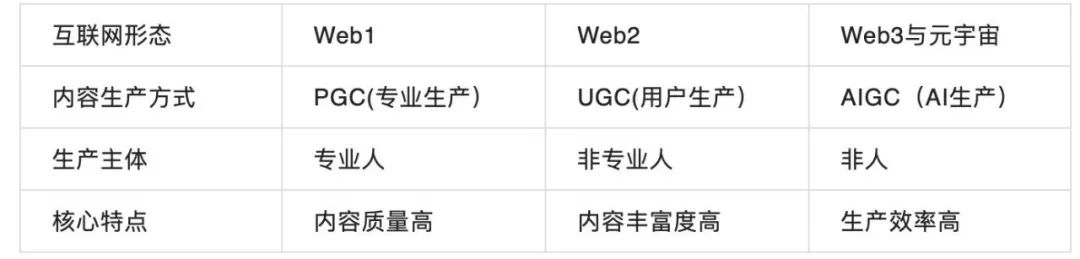 互联网形态 Web1 Web2 Web3与元宇宙
内容生产方式 PGC(专业生产） UGC(用户生产） AIGC（AI生产）
生产主体 专业人 非专业人 非人
核心特点 内容质量高 内容丰富度高 生产效率高